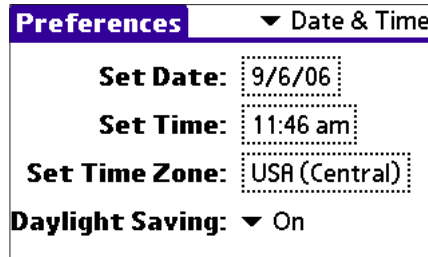 Preferences ▼ Date & Time
Set Date: 9/6/06
Set Time: 11:46 am
Set Time Zone: USA (Central)
Daylight Saving: ▼ On